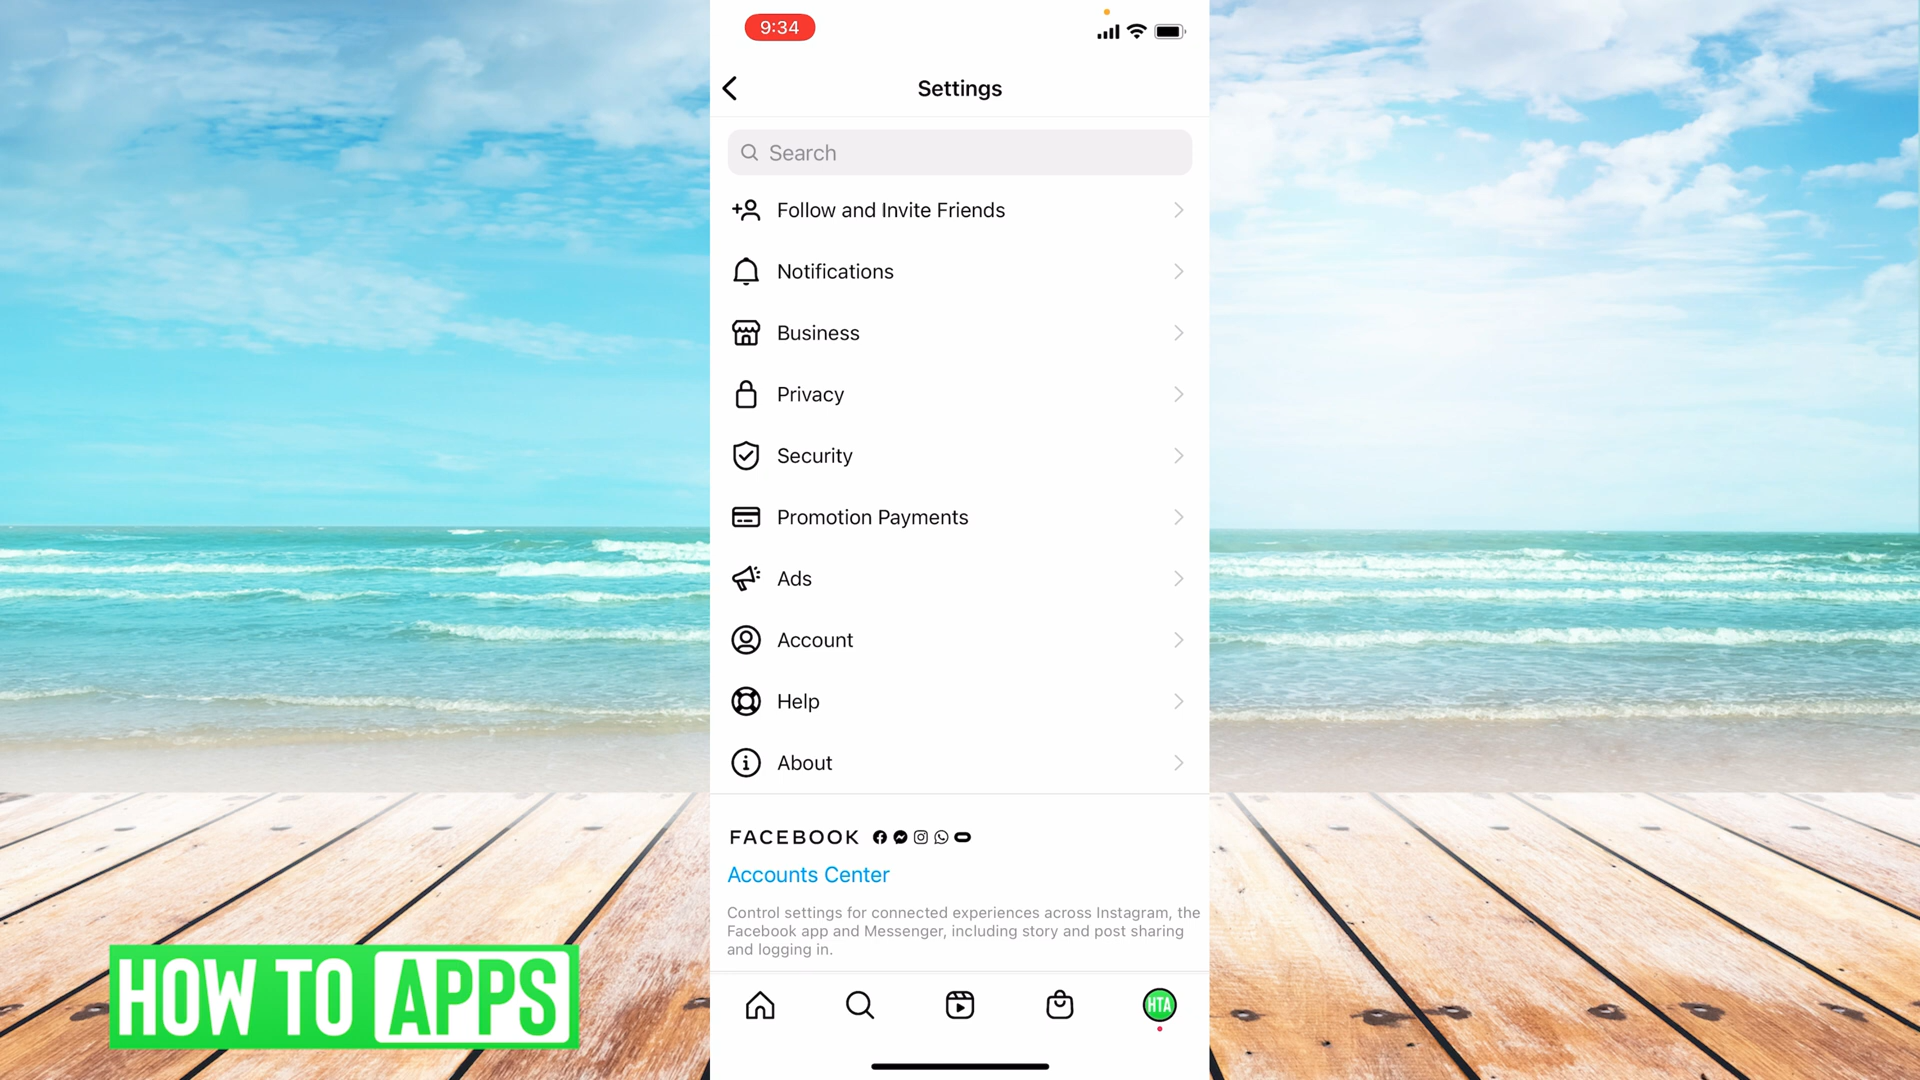 9:34
Settings
Search
Follow and Invite Friends
Notifications
Business
Privacy
Security
Promotion Payments
Ads
Account
Help
About
FACEBOOK
Accounts Center
Control settings for connected experiences across Instagram, the
Facebook app and Messenger, including story and post sharing
and logging in.
HOW TO APPS
HTA